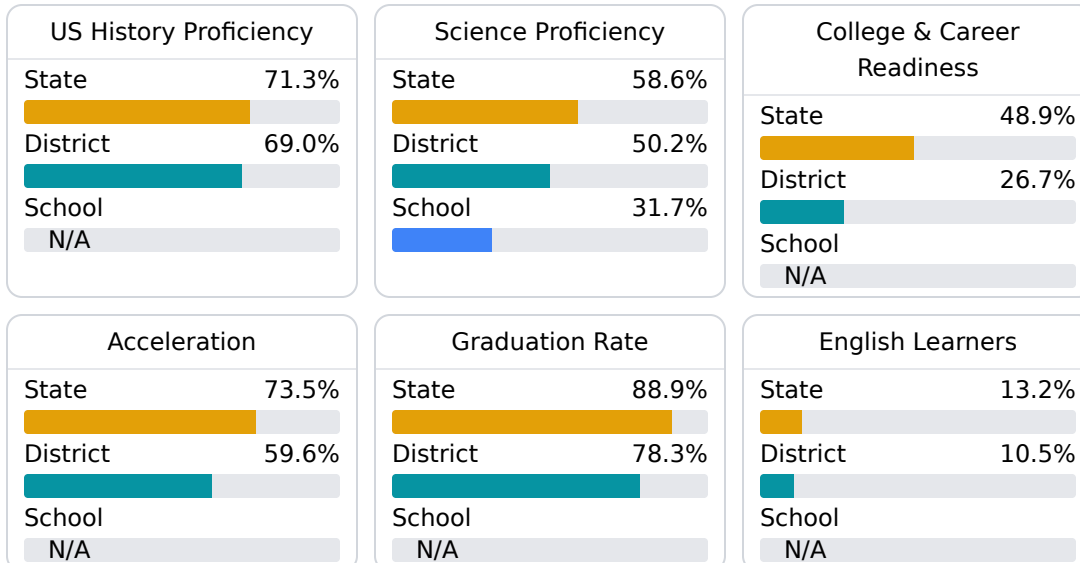 US History Proficiency
State 71.3%
District 69.0%
School
N/A
Science Proficiency
State 58.6%
District 50.2%
School 31.7%
College & Career
Readiness
State 48.9%
District 26.7%
School
N/A
Acceleration
State 73.5%
District 59.6%
School
N/A
Graduation Rate
State 88.9%
District 78.3%
School
N/A
English Learners
State 13.2%
District 10.5%
School
N/A